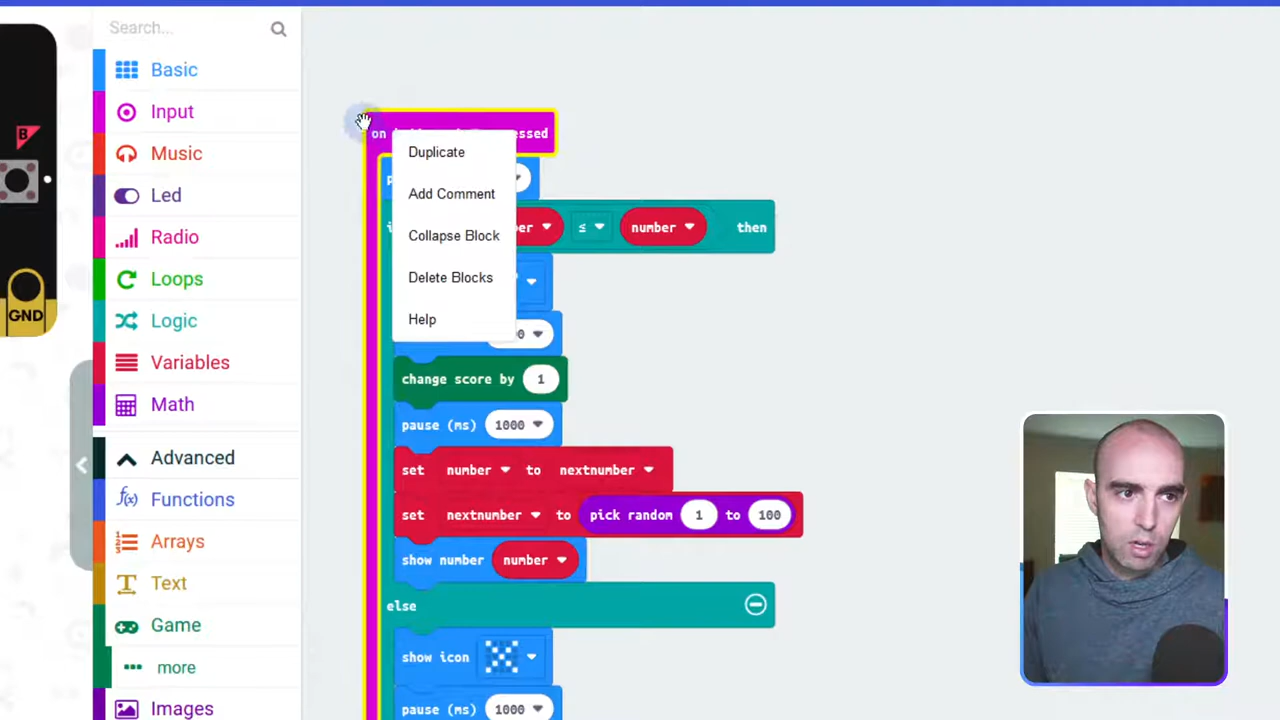 Search...
Basic
Input
Music
Led
Radio
Loops
Logic
Variables
Math
Advanced
Functions
Arrays
Text
Game
more
Images
B
GND
on
Duplicate
Add Comment
Collapse Block
Delete Blocks
Help
≤ number then
change score by 1
pause (ms) 1000
set number to nextnumber
set nextnumber to pick random 1 to 100
show number number
else
show icon
pause (ms) 1000